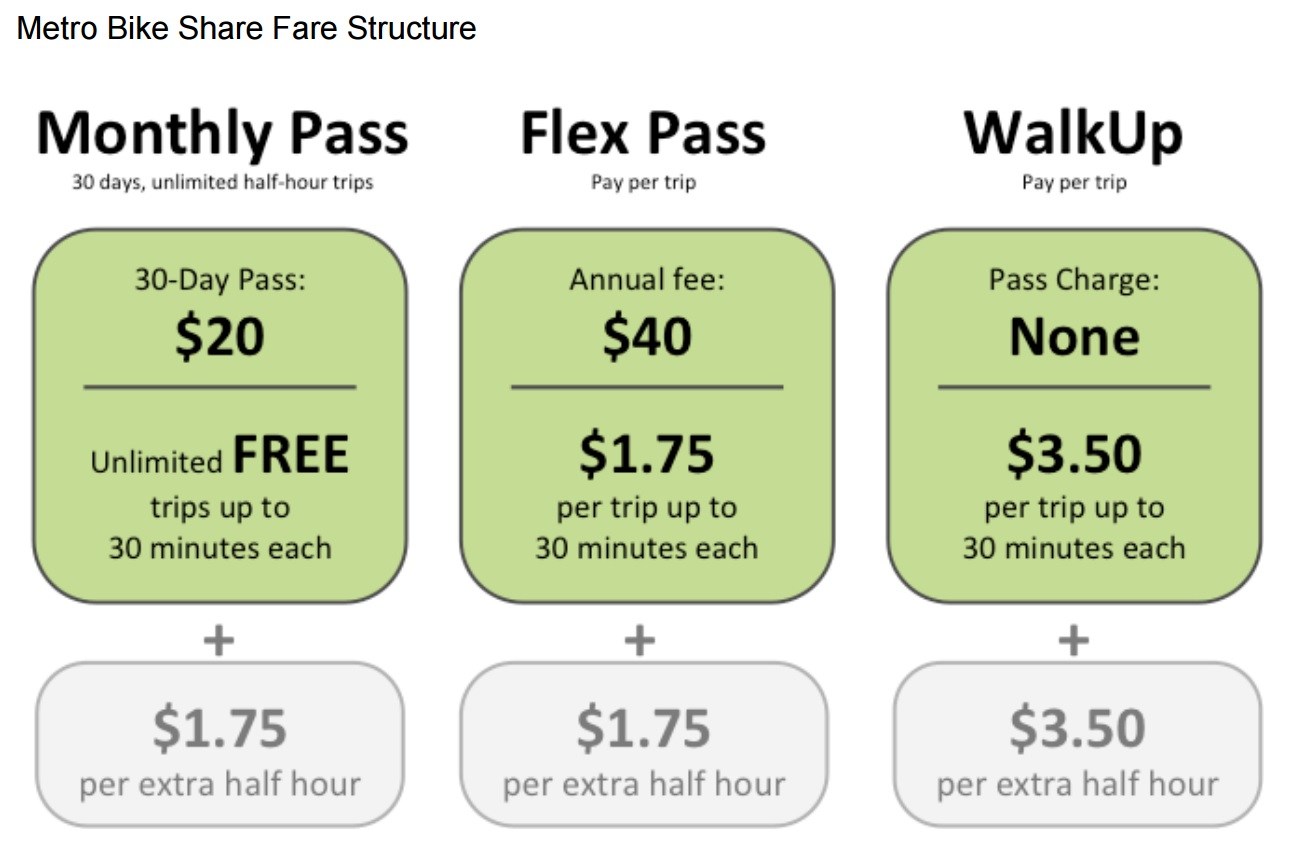 Metro Bike Share Fare Structure
Monthly Pass
30 days, unlimited half-hour trips
30-Day Pass:
$20
Unlimited FREE
trips up to
30 minutes each
+
$1.75
per extra half hour
Flex Pass
Pay per trip
Annual fee:
$40
$1.75
per trip up to
30 minutes each
+
$1.75
per extra half hour
WalkUp
Pay per trip
Pass Charge:
None
$3.50
per trip up to
30 minutes each
+
$3.50
per extra half hour